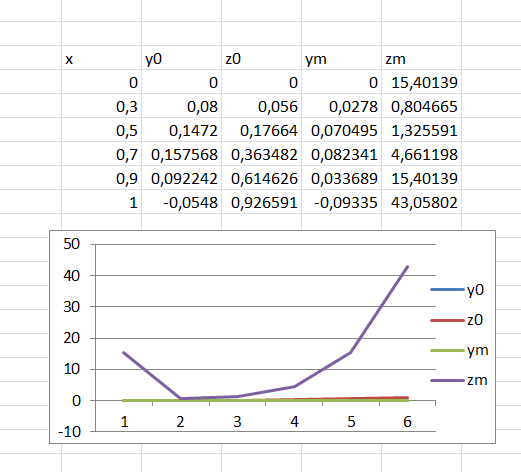 x y0 z0 ym zm
0 0 0 0 15,40139
0,3 0,08 0,056 0,0278 0,804665
0,5 0,1472 0,17664 0,070495 1,325591
0,7 0,157568 0,363482 0,082341 4,661198
0,9 0,092242 0,614626 0,033689 15,40139
1 -0,0548 0,926591 -0,09335 43,05802
50
40
30
20
10
0
-10
1 2 3 4 5 6
y0
z0
ym
zm